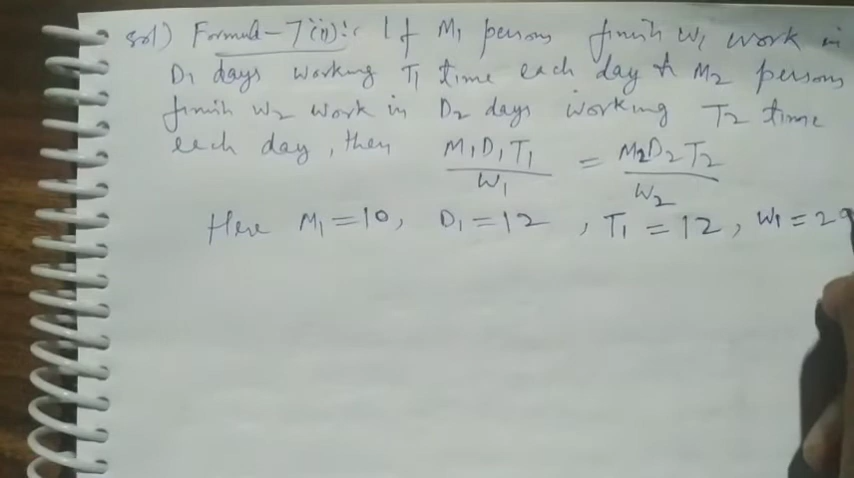 sol) Formula-7(ii):- If M1 persons finish W1 work in
D1 days working T1 time each day & M2 persons
finish W2 work in D2 days working T2 time
each day, then M1D1T1/W1 = M2D2T2/W2
Here M1=10, D1=12, T1=12, W1=2